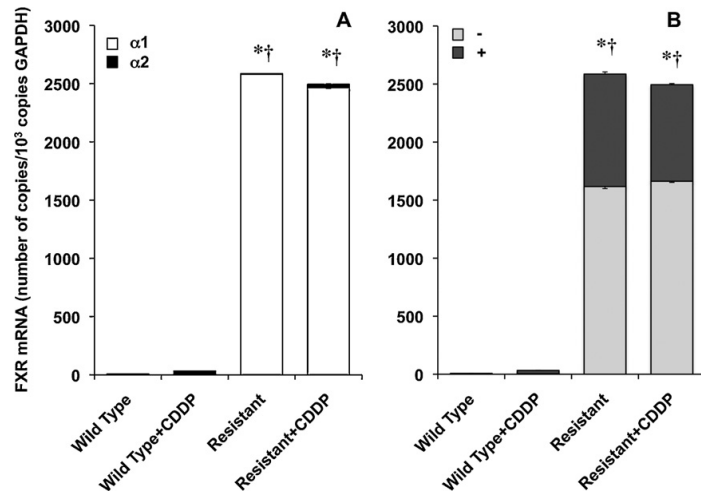 A
B
FXR mRNA (number of copies/10³ copies GAPDH)
3000
2500
2000
1500
1000
500
0
α1
α2
*†
*†
Wild Type
Wild Type+CDDP
Resistant
Resistant+CDDP
3000
2500
2000
1500
1000
500
0
-
+
*†
*†
Wild Type
Wild Type+CDDP
Resistant
Resistant+CDDP